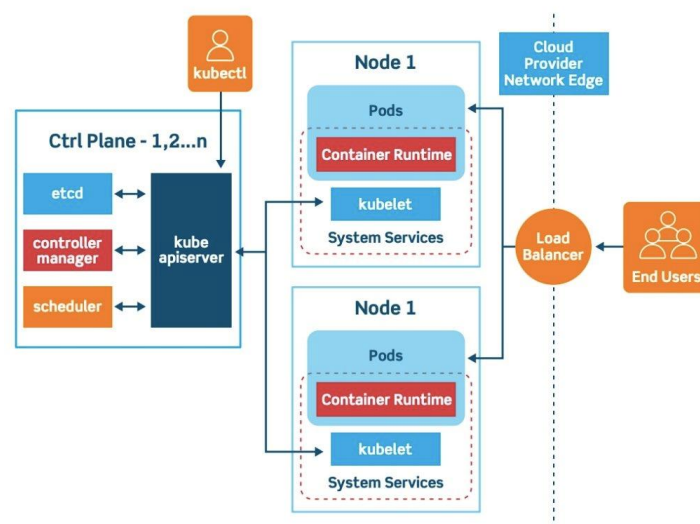 kubectl
Ctrl Plane - 1,2...n
etcd
controller
manager
scheduler
kube
apiserver
Node 1
Pods
Container Runtime
kubelet
System Services
Node 1
Pods
Container Runtime
kubelet
System Services
Cloud
Provider
Network Edge
Load
Balancer
End Users